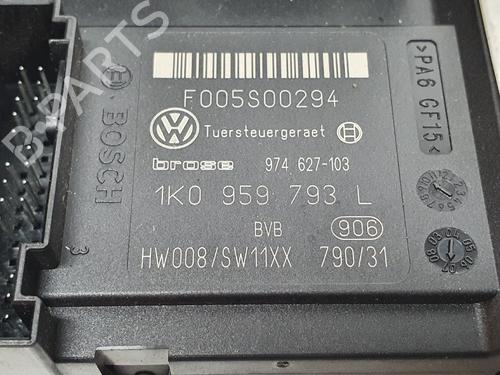 F005S00294
Tuersteuergeraet
brose 974 627-103
1K0 959 793 L
BVB 906
HW008/SW11XX 790/31
BOSCH
>PA6 GF15<
3
B-PARTS